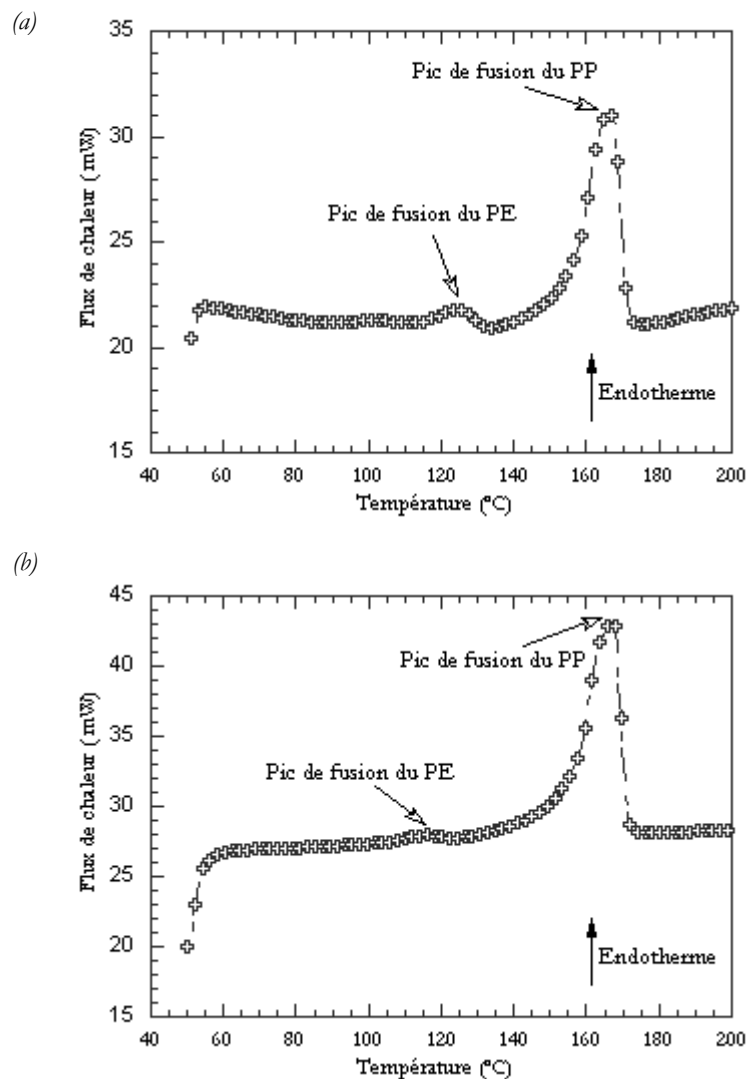 (a)
35
30
25
20
15
Flux de chaleur ( mW)
Pic de fusion du PP
Pic de fusion du PE
Endotherme
40 60 80 100 120 140 160 180 200
Température (°C)
(b)
45
40
35
30
25
20
15
Flux de chaleur ( mW)
Pic de fusion du PP
Pic de fusion du PE
Endotherme
40 60 80 100 120 140 160 180 200
Température (°C)